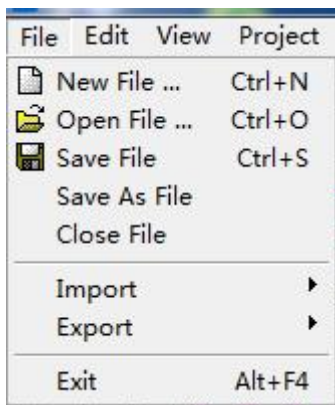 File Edit View Project
New File ... Ctrl+N
Open File ... Ctrl+O
Save File Ctrl+S
Save As File
Close File
Import
Export
Exit Alt+F4